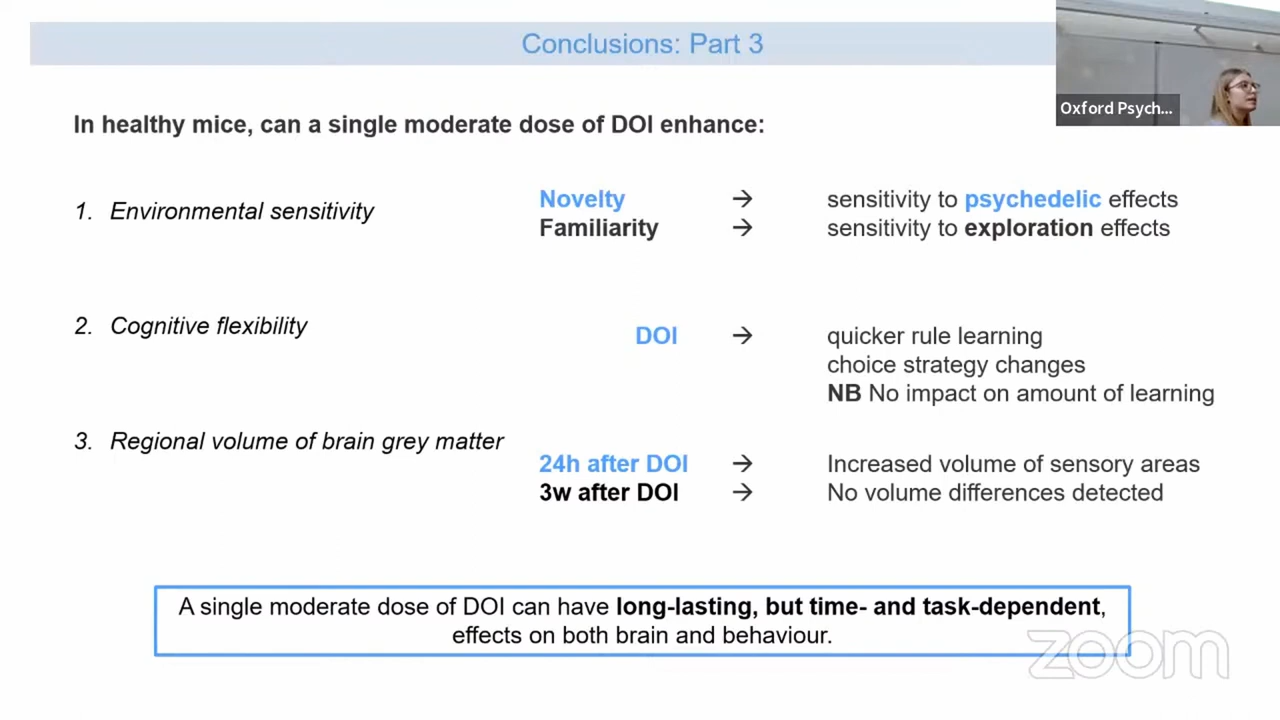 Conclusions: Part 3
Oxford Psych...
In healthy mice, can a single moderate dose of DOI enhance:
1. Environmental sensitivity
Novelty → sensitivity to psychedelic effects
Familiarity → sensitivity to exploration effects
2. Cognitive flexibility
DOI → quicker rule learning
choice strategy changes
NB No impact on amount of learning
3. Regional volume of brain grey matter
24h after DOI → Increased volume of sensory areas
3w after DOI → No volume differences detected
A single moderate dose of DOI can have long-lasting, but time- and task-dependent,
effects on both brain and behaviour.
zoom